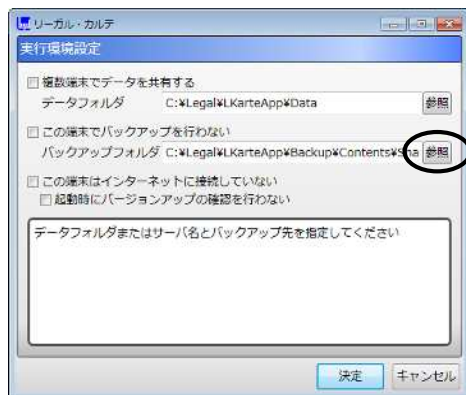 リーガル・カルテ
実行環境設定
複数端末でデータを共有する
データフォルダ C:¥Legal¥LKarteApp¥Data 参照
この端末でバックアップを行わない
バックアップフォルダ C:¥Legal¥LKarteApp¥Backup¥Contents¥Sha 参照
この端末はインターネットに接続していない
起動時にバージョンアップの確認を行わない
データフォルダまたはサーバ名とバックアップ先を指定してください
決定 キャンセル